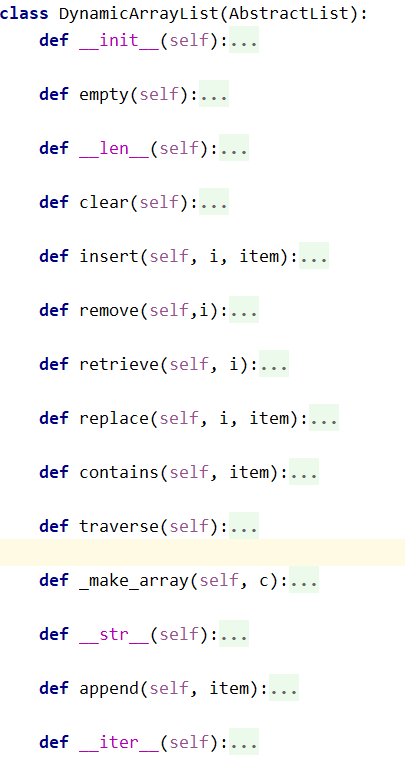 class DynamicArrayList(AbstractList):
    def __init__(self):...
    def empty(self):...
    def __len__(self):...
    def clear(self):...
    def insert(self, i, item):...
    def remove(self,i):...
    def retrieve(self, i):...
    def replace(self, i, item):...
    def contains(self, item):...
    def traverse(self):...
    def _make_array(self, c):...
    def __str__(self):...
    def append(self, item):...
    def __iter__(self):...